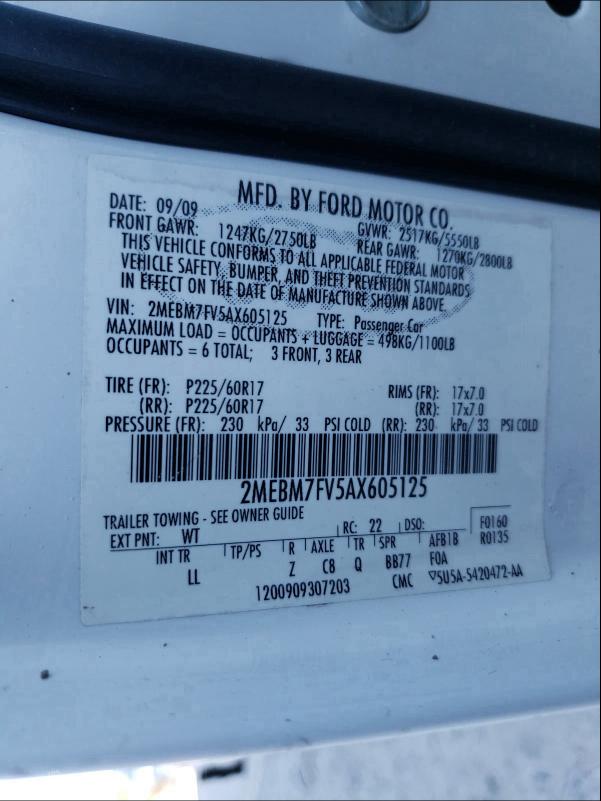 MFD. BY FORD MOTOR CO.
DATE: 09/09 GVWR: 2517KG/5550LB
FRONT GAWR: 1247KG/2750LB REAR GAWR: 1270KG/2800LB
THIS VEHICLE CONFORMS TO ALL APPLICABLE FEDERAL MOTOR
VEHICLE SAFETY, BUMPER, AND THEFT PREVENTION STANDARDS
IN EFFECT ON THE DATE OF MANUFACTURE SHOWN ABOVE.
VIN: 2MEBM7FV5AX605125 TYPE: Passenger Car
MAXIMUM LOAD = OCCUPANTS + LUGGAGE = 498KG/1100LB
OCCUPANTS = 6 TOTAL; 3 FRONT, 3 REAR
TIRE (FR): P225/60R17 RIMS (FR): 17x7.0
(RR): P225/60R17 (RR): 17x7.0
PRESSURE (FR): 230 kPa/ 33 PSI COLD (RR): 230 kPa/ 33 PSI COLD
2MEBM7FV5AX605125
TRAILER TOWING - SEE OWNER GUIDE
EXT PNT: WT RC: 22 DSO: F0160
INT TR TP/PS R AXLE TR SPR AFB1B R0135
LL Z C8 Q BB77 FOA
1200909307203 CMC ▽5U5A-5420472-AA